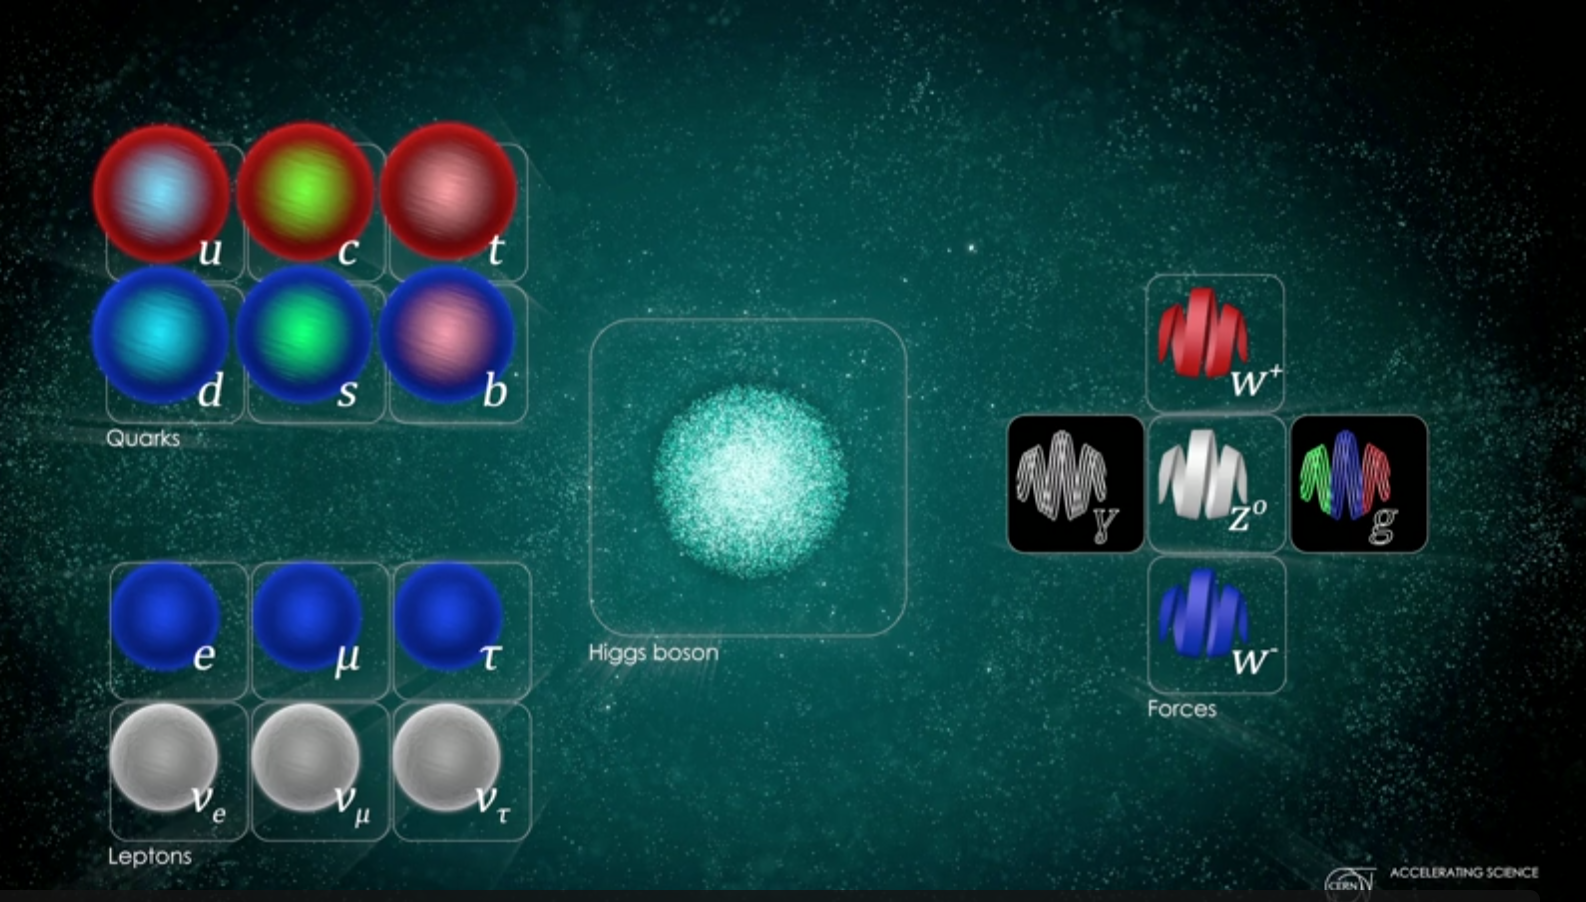 u c t
d s b
Quarks
e μ τ
νe νμ ντ
Leptons
Higgs boson
W+
γ Z0 g
W-
Forces
CERN
ACCELERATING SCIENCE